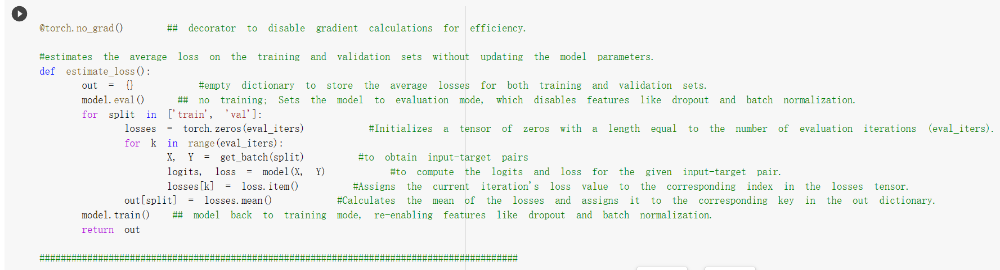 @torch.no_grad() ## decorator to disable gradient calculations for efficiency.
#estimates the average loss on the training and validation sets without updating the model parameters.
def estimate_loss():
out = {} #empty dictionary to store the average losses for both training and validation sets.
model.eval() ## no training; Sets the model to evaluation mode, which disables features like dropout and batch normalization.
for split in ['train', 'val']:
losses = torch.zeros(eval_iters) #Initializes a tensor of zeros with a length equal to the number of evaluation iterations (eval_iters).
for k in range(eval_iters):
X, Y = get_batch(split) #to obtain input-target pairs
logits, loss = model(X, Y) #to compute the logits and loss for the given input-target pair.
losses[k] = loss.item() #Assigns the current iteration's loss value to the corresponding index in the losses tensor.
out[split] = losses.mean() #Calculates the mean of the losses and assigns it to the corresponding key in the out dictionary.
model.train() ## model back to training mode, re-enabling features like dropout and batch normalization.
return out
##########################################################################################